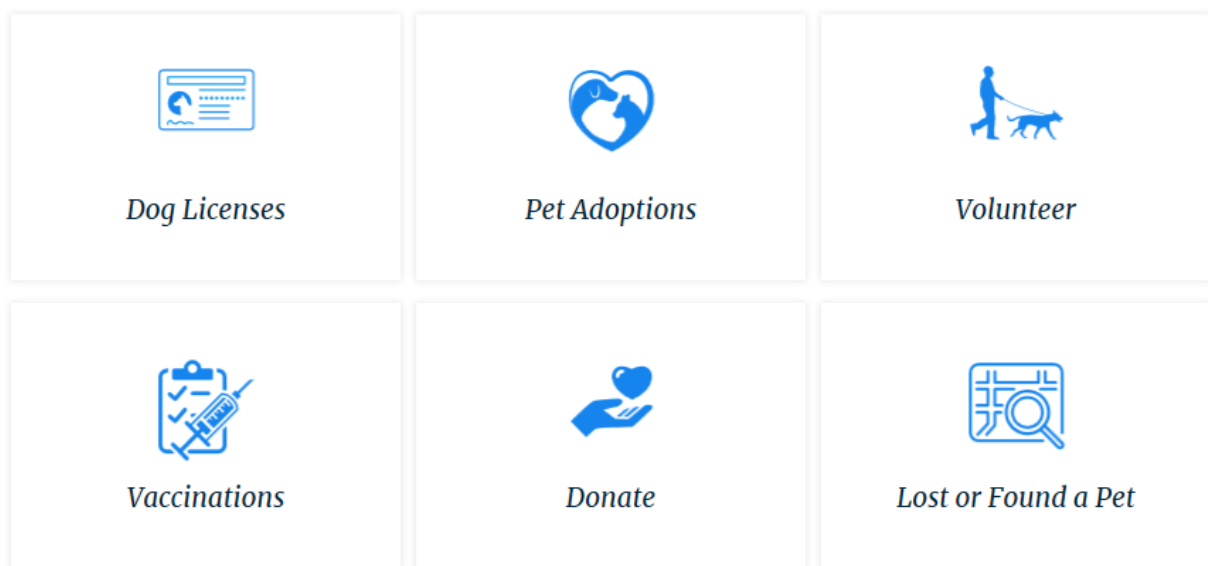 Dog Licenses
Pet Adoptions
Volunteer
Vaccinations
Donate
Lost or Found a Pet